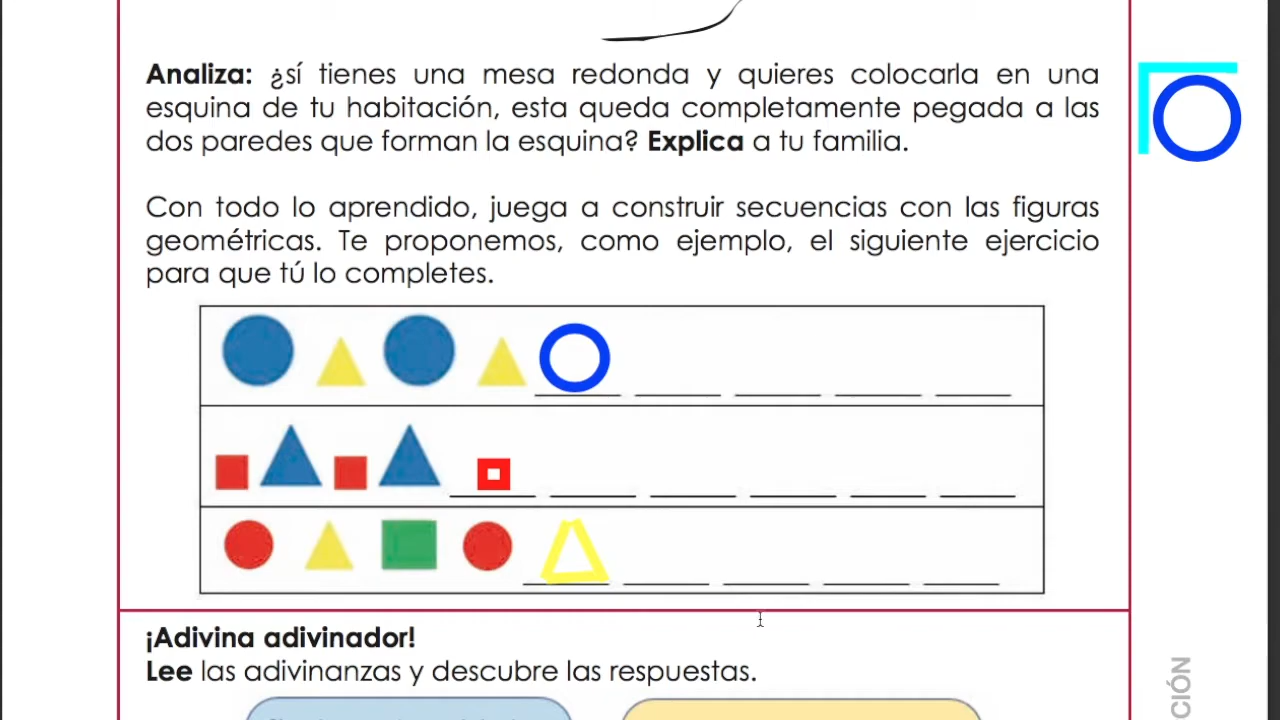 Analiza: ¿sí tienes una mesa redonda y quieres colocarla en una
esquina de tu habitación, esta queda completamente pegada a las
dos paredes que forman la esquina? Explica a tu familia.
Con todo lo aprendido, juega a construir secuencias con las figuras
geométricas. Te proponemos, como ejemplo, el siguiente ejercicio
para que tú lo completes.
¡Adivina adivinador!
Lee las adivinanzas y descubre las respuestas.
CIÓN